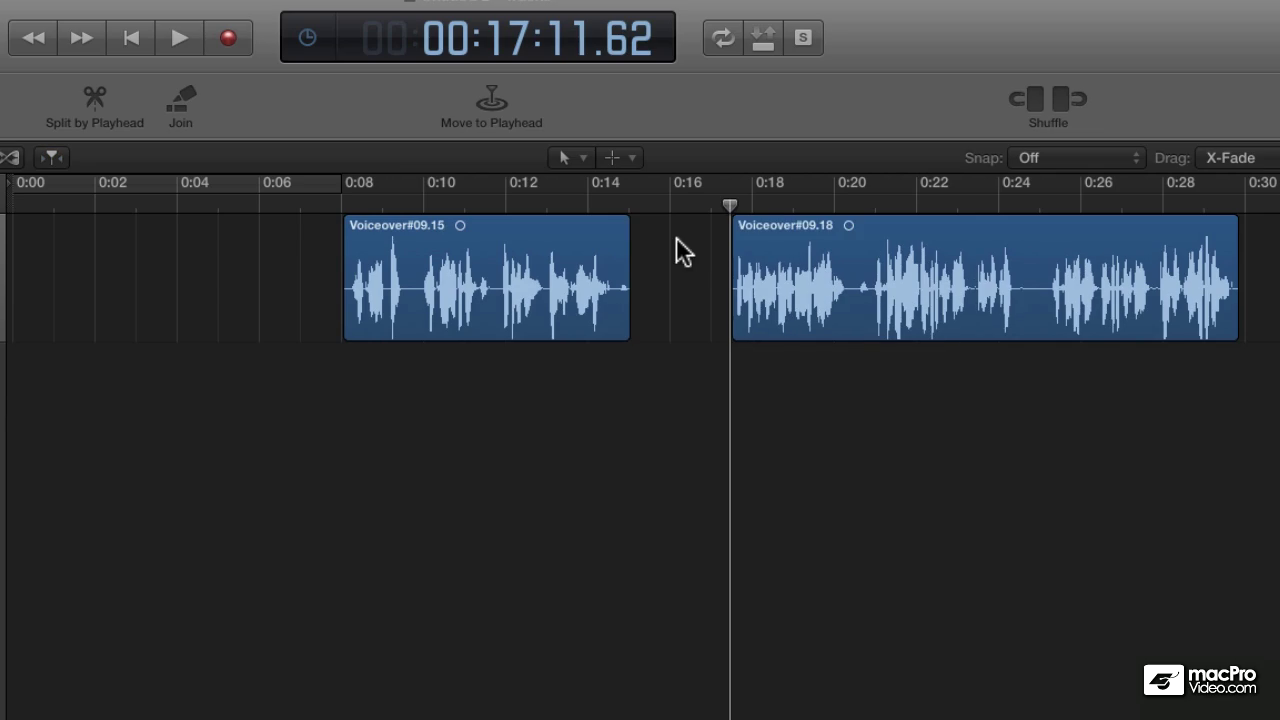 00:17:11.62
S
Split by Playhead
Join
Move to Playhead
Shuffle
Snap: Off
Drag: X-Fade
0:00 0:02 0:04 0:06 0:08 0:10 0:12 0:14 0:16 0:18 0:20 0:22 0:24 0:26 0:28 0:30
Voiceover#09.15
Voiceover#09.18
macPro
Video.com